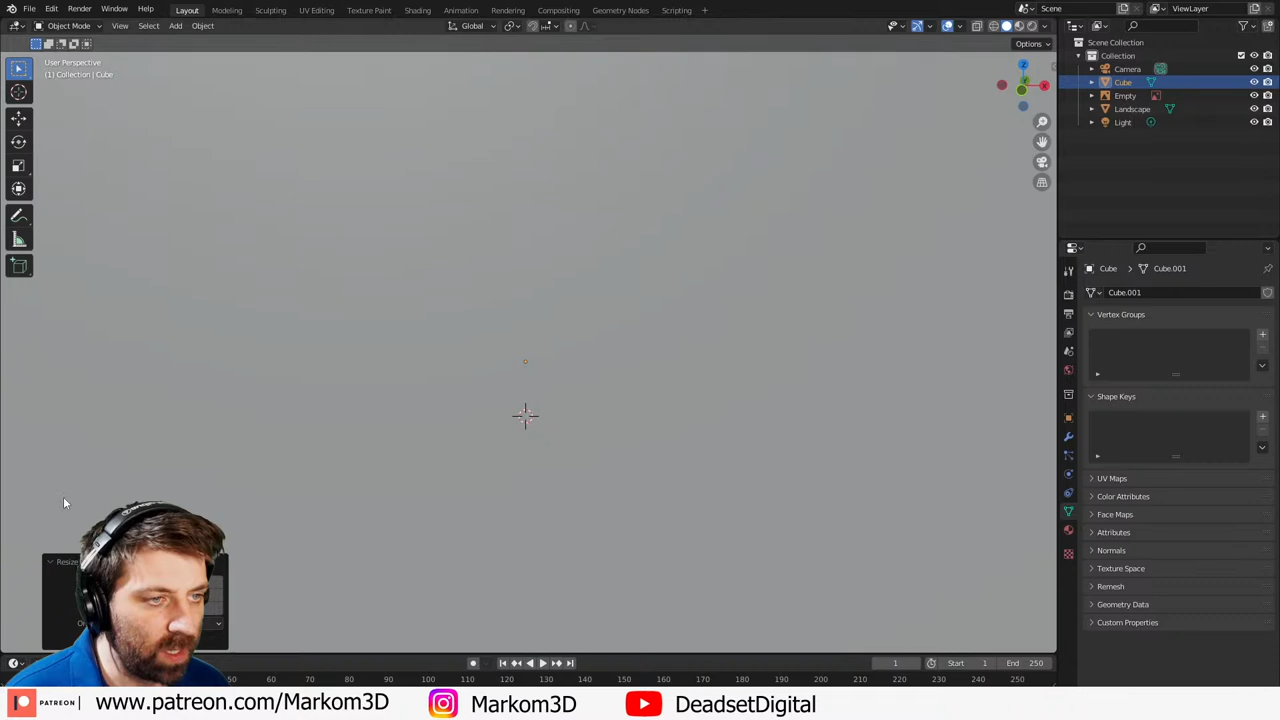 File Edit Render Window Help Layout Modeling Sculpting UV Editing Texture Paint Shading Animation Rendering Compositing Geometry Nodes Scripting + Scene ViewLayer
Object Mode View Select Add Object Global
Options
User Perspective
(1) Collection | Cube
Z
Scene Collection
Collection
Camera
Cube
Empty
Landscape
Light
Cube > Cube.001
Cube.001
Vertex Groups
Shape Keys
UV Maps
Color Attributes
Face Maps
Attributes
Normals
Texture Space
Remesh
Geometry Data
Custom Properties
Resize
1 Start 1 End 250
50 60 70 80 90 100 110 120 130 140 150 160 170 180 190 200 210 220 230 240 250
PATREON www.patreon.com/Markom3D Markom3D DeadsetDigital